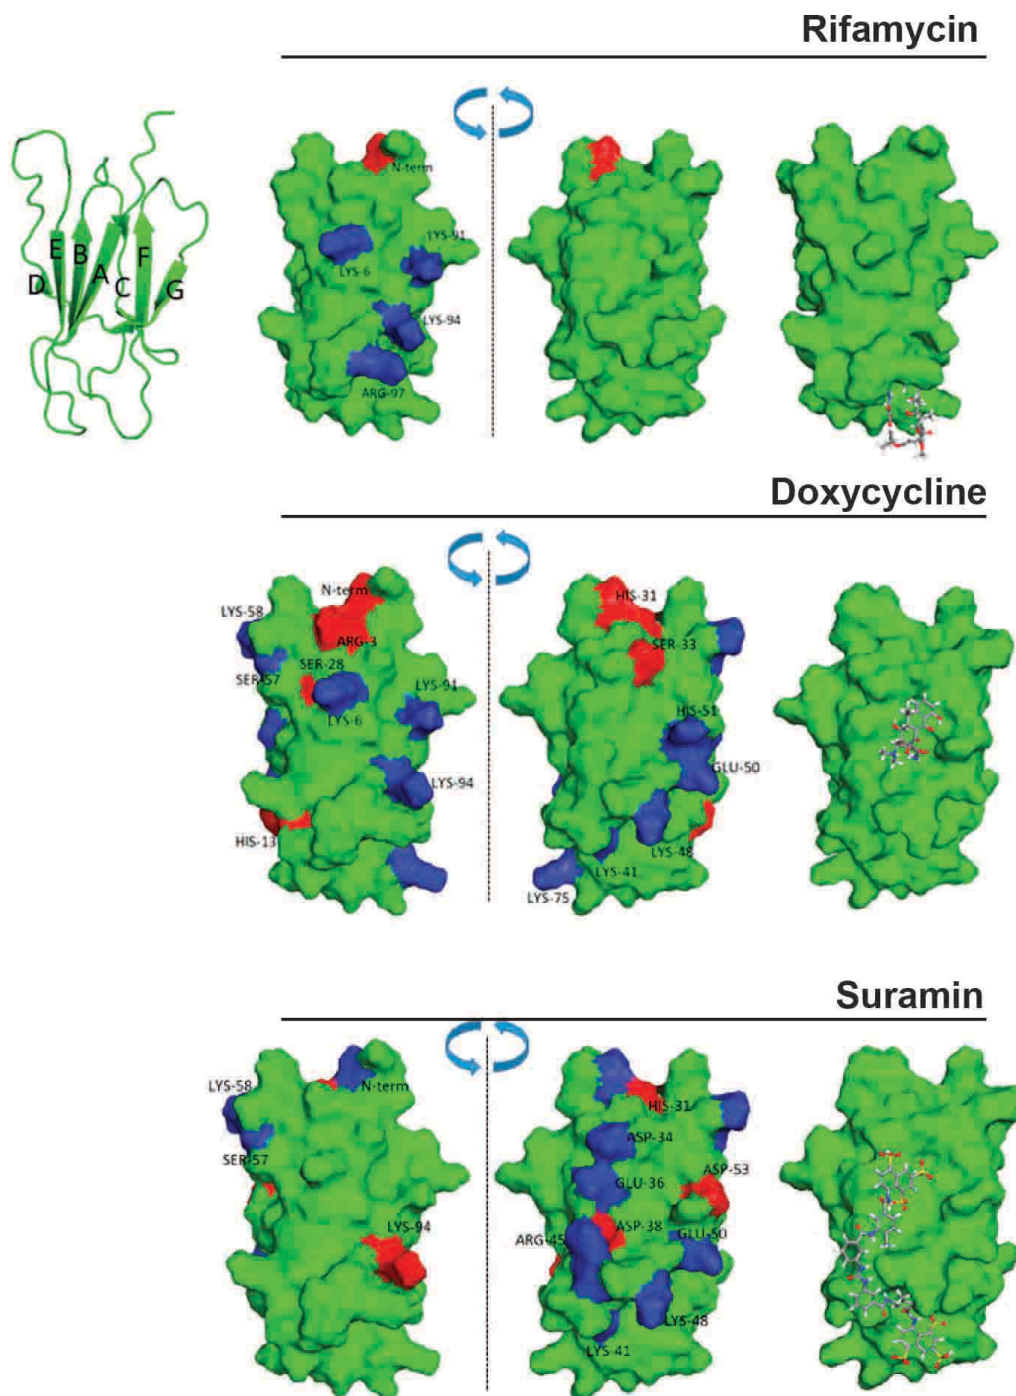 Rifamycin
N-term
LYS-91
LYS-6
LYS-94
ARG-97
E
B
F
D
A
C
G
Doxycycline
N-term
HIS-31
LYS-58
ARG-3
SER-33
SER-28
SER-57
LYS-91
LYS-6
HIS-51
GLU-50
LYS-94
HIS-13
LYS-48
LYS-41
LYS-75
Suramin
LYS-58
N-term
HIS-31
ASP-34
SER-57
ASP-53
GLU-36
LYS-94
ASP-38
GLU-50
ARG-45
LYS-48
LYS-41